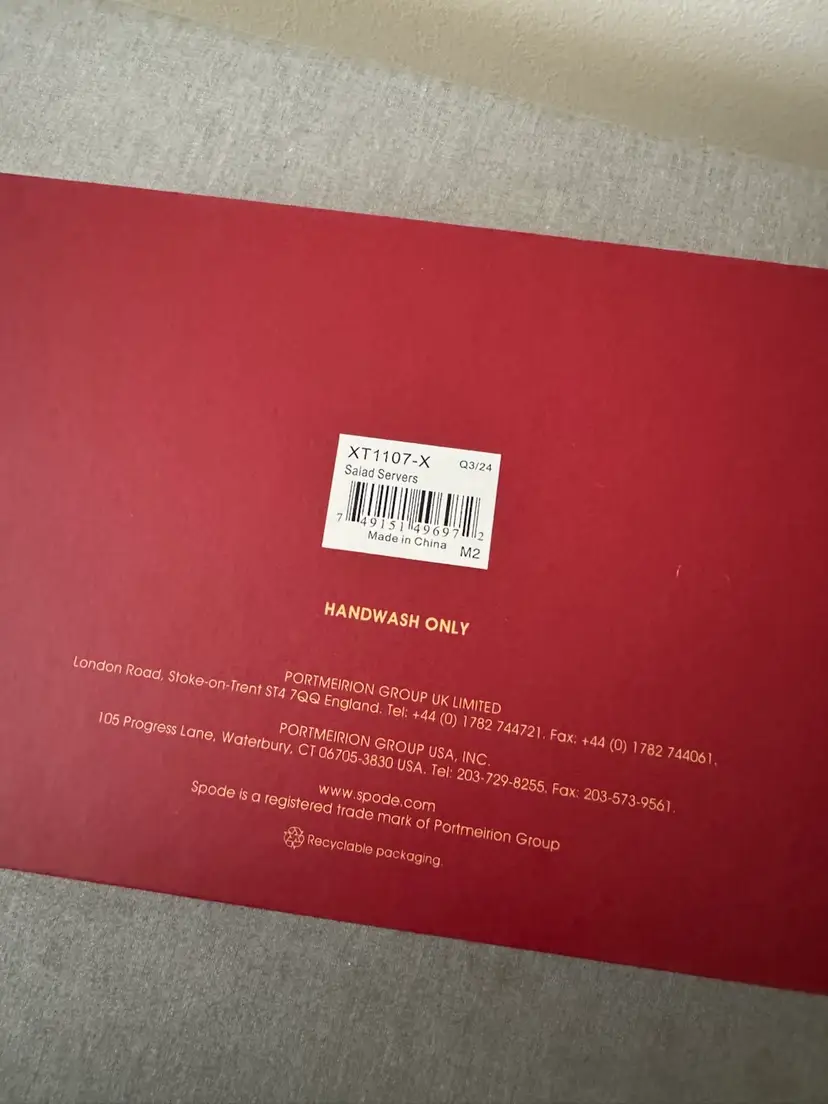 XT1107-X Q3/24
Salad Servers
7 49151 49697 2
Made in China M2
HANDWASH ONLY
PORTMEIRION GROUP UK LIMITED
London Road, Stoke-on-Trent ST4 7QQ England. Tel: +44 (0) 1782 744721. Fax: +44 (0) 1782 744061.
PORTMEIRION GROUP USA, INC.
105 Progress Lane, Waterbury, CT 06705-3830 USA. Tel: 203-729-8255. Fax: 203-573-9561.
www.spode.com
Spode is a registered trade mark of Portmeirion Group
Recyclable packaging.